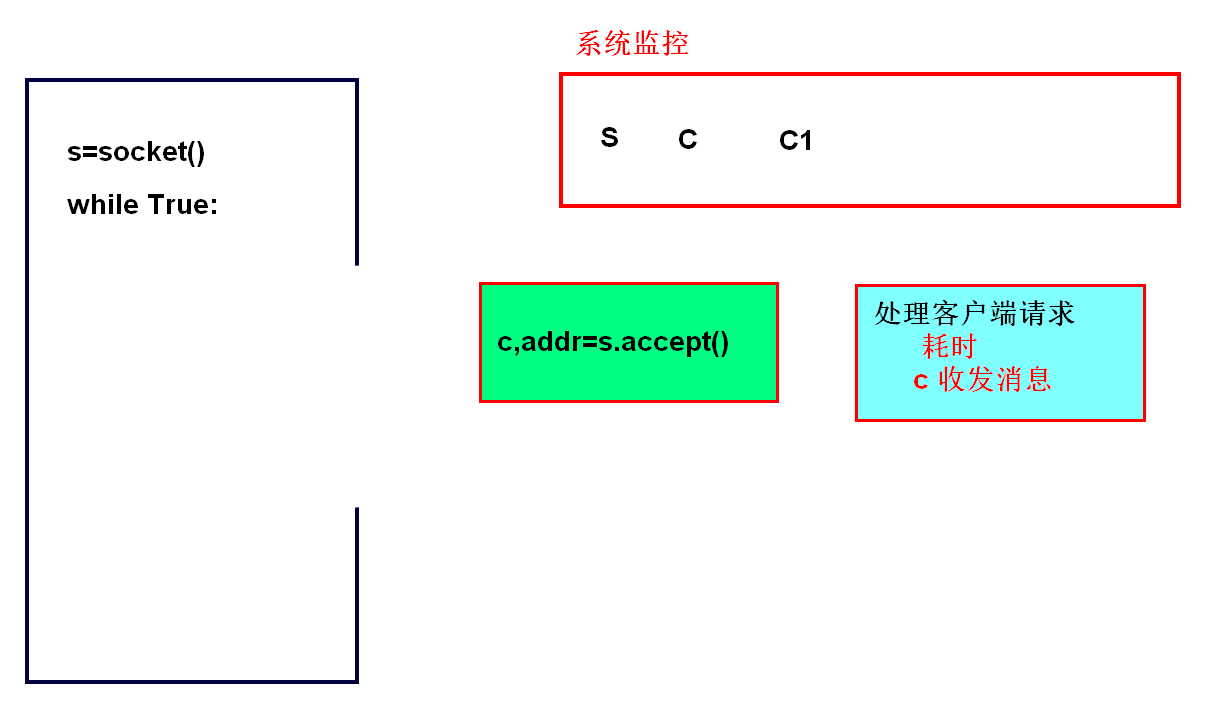 系统监控
S C C1
s=socket()
while True:
c,addr=s.accept()
处理客户端请求
耗时
c 收发消息